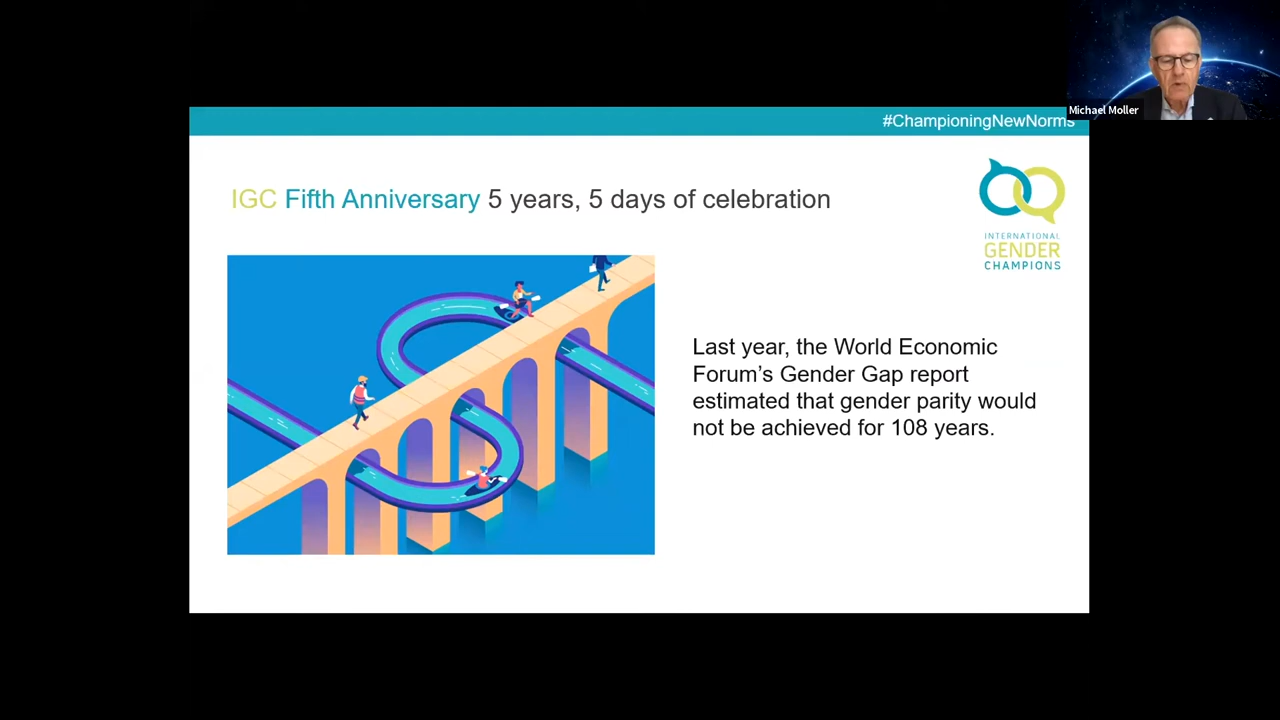 Michael Moller
#ChampioningNewNorms
IGC Fifth Anniversary 5 years, 5 days of celebration
INTERNATIONAL
GENDER
CHAMPIONS
Last year, the World Economic
Forum’s Gender Gap report
estimated that gender parity would
not be achieved for 108 years.